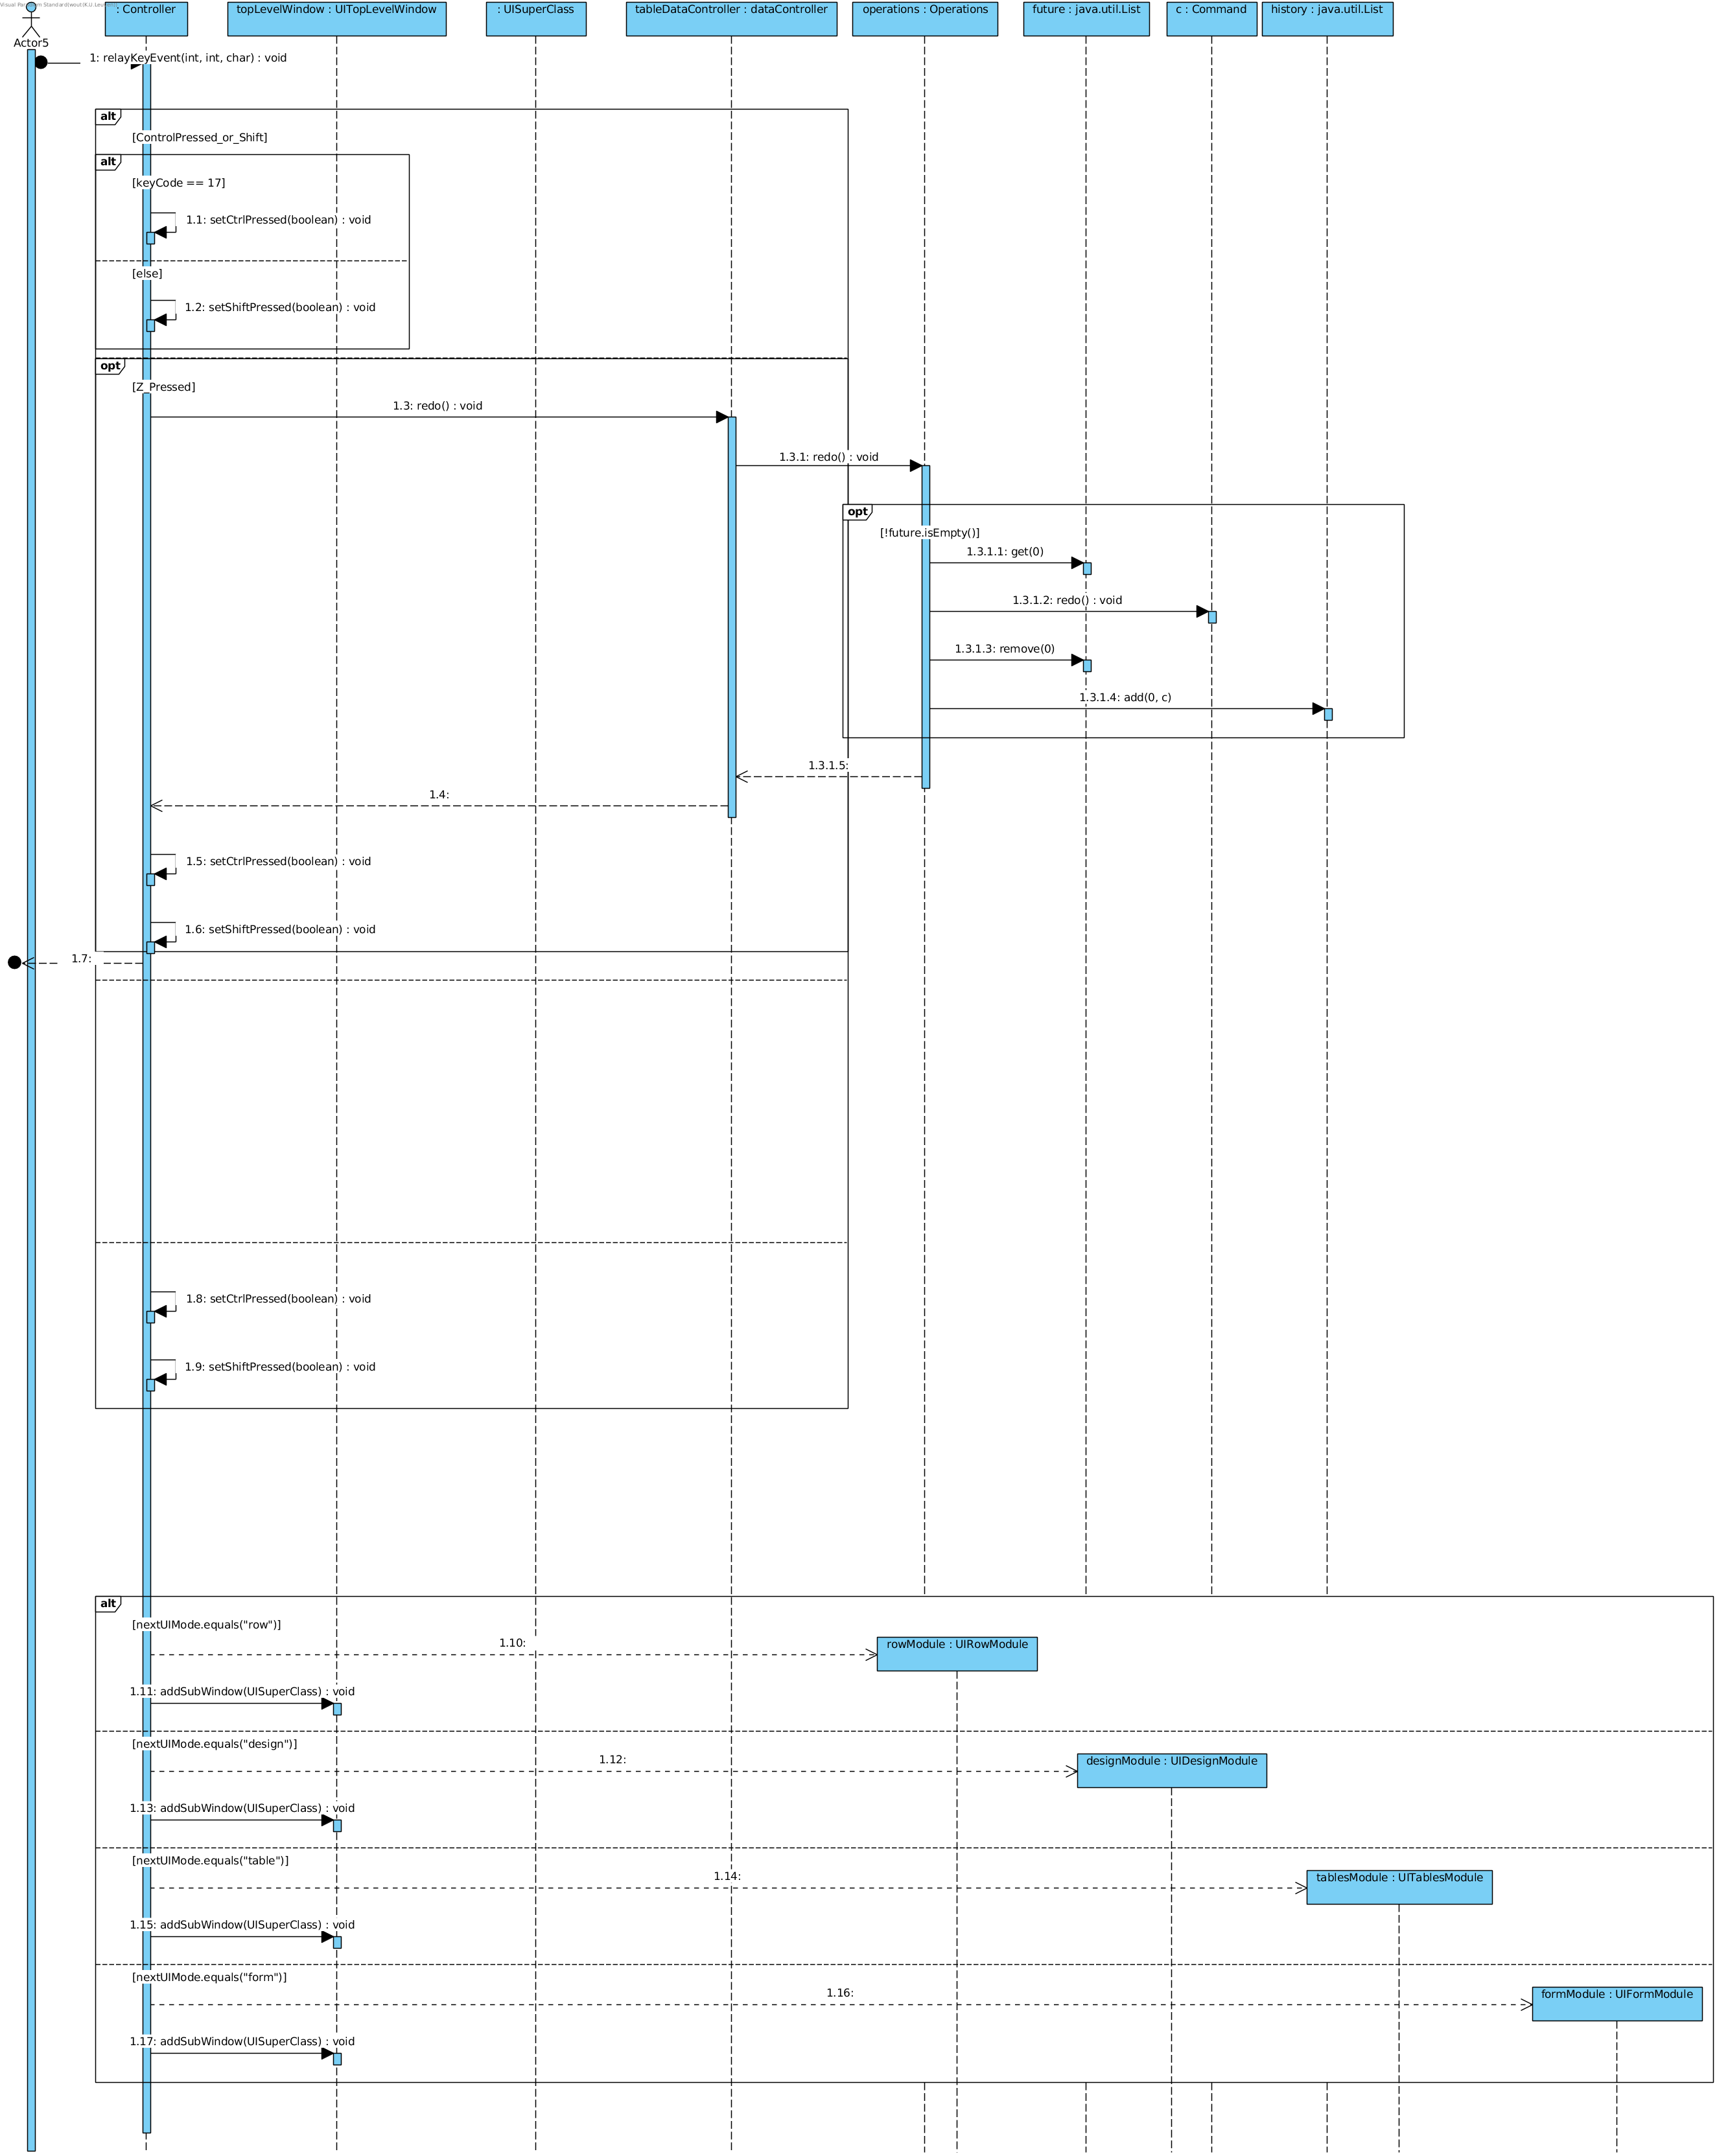 Visual Paradigm Standard(wout(K.U.Leuven))
: Controller
topLevelWindow : UITopLevelWindow
: UISuperClass
tableDataController : dataController
operations : Operations
future : java.util.List
c : Command
history : java.util.List
Actor5
1: relayKeyEvent(int, int, char) : void
alt
[ControlPressed_or_Shift]
alt
[keyCode == 17]
1.1: setCtrlPressed(boolean) : void
[else]
1.2: setShiftPressed(boolean) : void
opt
[Z_Pressed]
1.3: redo() : void
1.3.1: redo() : void
opt
[!future.isEmpty()]
1.3.1.1: get(0)
1.3.1.2: redo() : void
1.3.1.3: remove(0)
1.3.1.4: add(0, c)
1.3.1.5:
1.4:
1.5: setCtrlPressed(boolean) : void
1.6: setShiftPressed(boolean) : void
1.7:
1.8: setCtrlPressed(boolean) : void
1.9: setShiftPressed(boolean) : void
alt
[nextUIMode.equals("row")]
1.10:
rowModule : UIRowModule
1.11: addSubWindow(UISuperClass) : void
[nextUIMode.equals("design")]
1.12:
designModule : UIDesignModule
1.13: addSubWindow(UISuperClass) : void
[nextUIMode.equals("table")]
1.14:
tablesModule : UITablesModule
1.15: addSubWindow(UISuperClass) : void
[nextUIMode.equals("form")]
1.16:
formModule : UIFormModule
1.17: addSubWindow(UISuperClass) : void